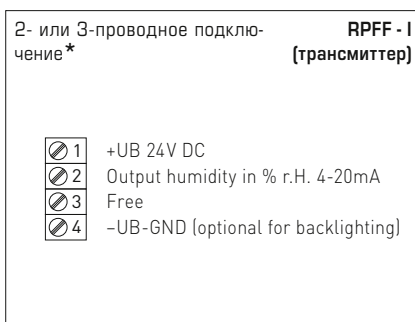 2- или 3-проводное подклю-
чение*
RPFF - I
(трансмиттер)
1 +UB 24V DC
2 Output humidity in % r.H. 4-20mA
3 Free
4 –UB-GND (optional for backlighting)